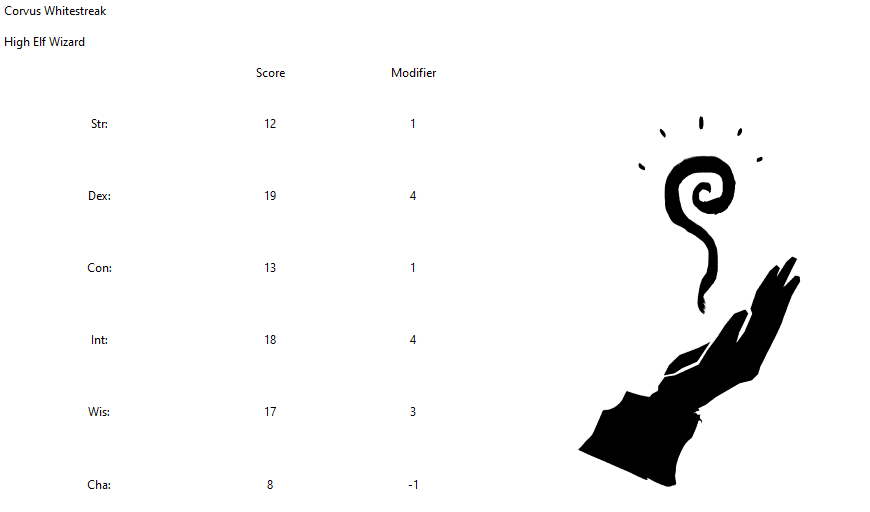 Corvus Whitestreak
High Elf Wizard
Score Modifier
Str: 12 1
Dex: 19 4
Con: 13 1
Int: 18 4
Wis: 17 3
Cha: 8 -1